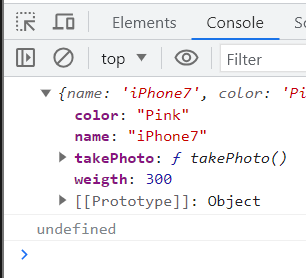 Elements Console
top Filter
{name: 'iPhone7', color: 'Pi
color: "Pink"
name: "iPhone7"
takePhoto: ƒ takePhoto()
weigth: 300
[[Prototype]]: Object
undefined